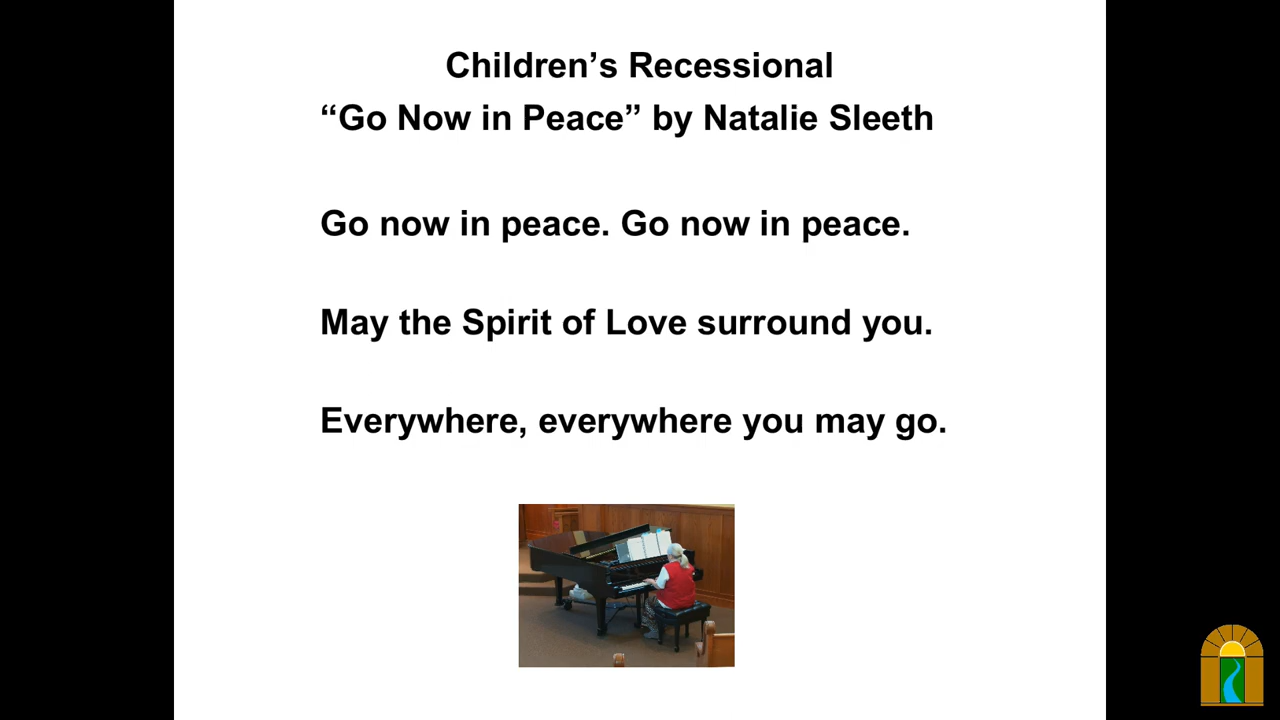 Children’s Recessional
“Go Now in Peace” by Natalie Sleeth
Go now in peace. Go now in peace.
May the Spirit of Love surround you.
Everywhere, everywhere you may go.